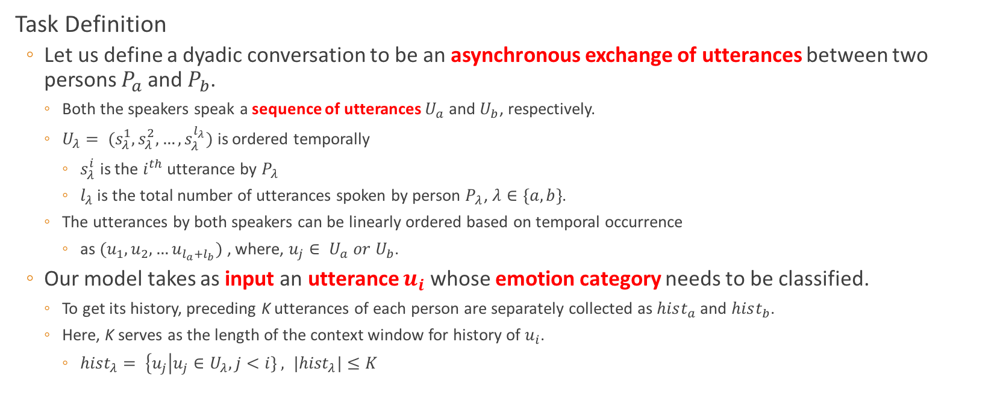 Task Definition
◦ Let us define a dyadic conversation to be an asynchronous exchange of utterances between two
persons $P_a$ and $P_b$.
◦ Both the speakers speak a sequence of utterances $U_a$ and $U_b$, respectively.
◦ $U_\lambda = (s_\lambda^1, s_\lambda^2, \ldots, s_\lambda^{l_\lambda})$ is ordered temporally
◦ $s_\lambda^i$ is the $i^{th}$ utterance by $P_\lambda$
◦ $l_\lambda$ is the total number of utterances spoken by person $P_\lambda, \lambda \in \{a, b\}$.
◦ The utterances by both speakers can be linearly ordered based on temporal occurrence
◦ as $(u_1, u_2, \ldots u_{l_a+l_b})$ , where, $u_j \in U_a$ or $U_b$.
◦ Our model takes as input an utterance $u_i$ whose emotion category needs to be classified.
◦ To get its history, preceding K utterances of each person are separately collected as $hist_a$ and $hist_b$.
◦ Here, K serves as the length of the context window for history of $u_i$.
◦ $hist_\lambda = \{u_j | u_j \in U_\lambda, j < i\}, |hist_\lambda| \leq K$